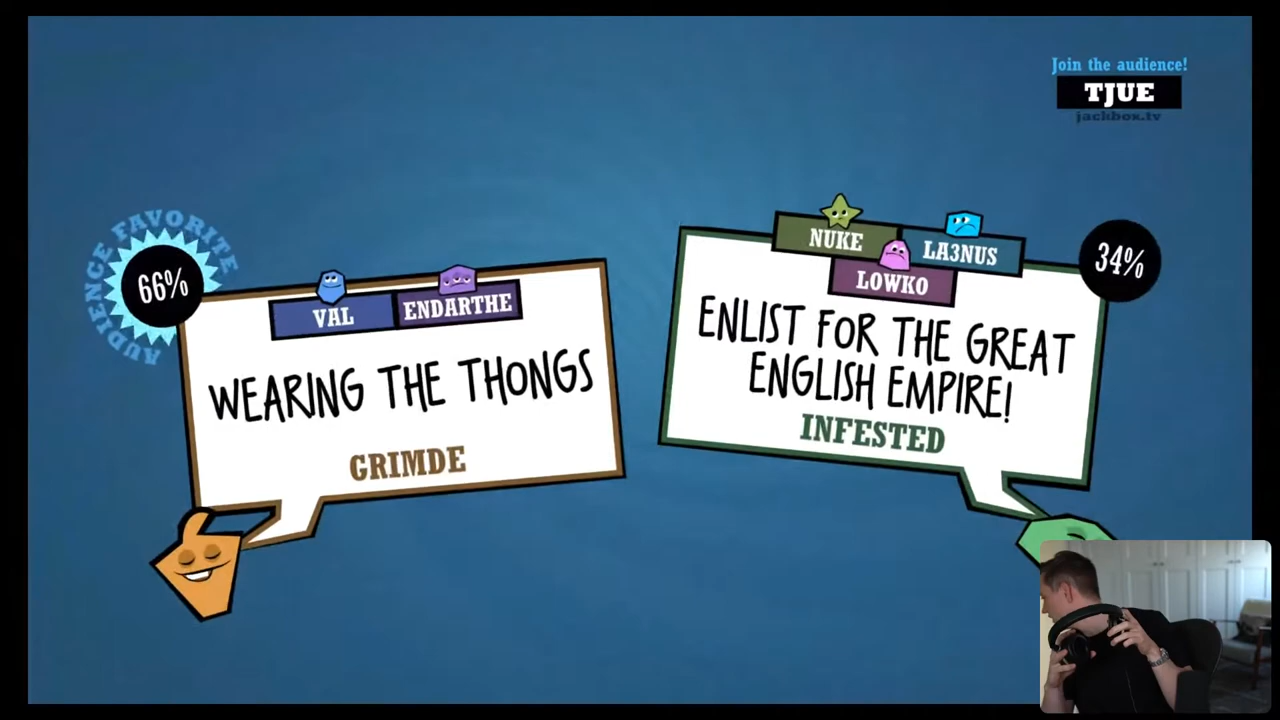 Join the audience!
TJUE
jackbox.tv
AUDIENCE FAVORITE
66%
VAL
ENDARTHE
WEARING THE THONGS
GRIMDE
NUKE
LA3NUS
LOWKO
34%
ENLIST FOR THE GREAT
ENGLISH EMPIRE!
INFESTED